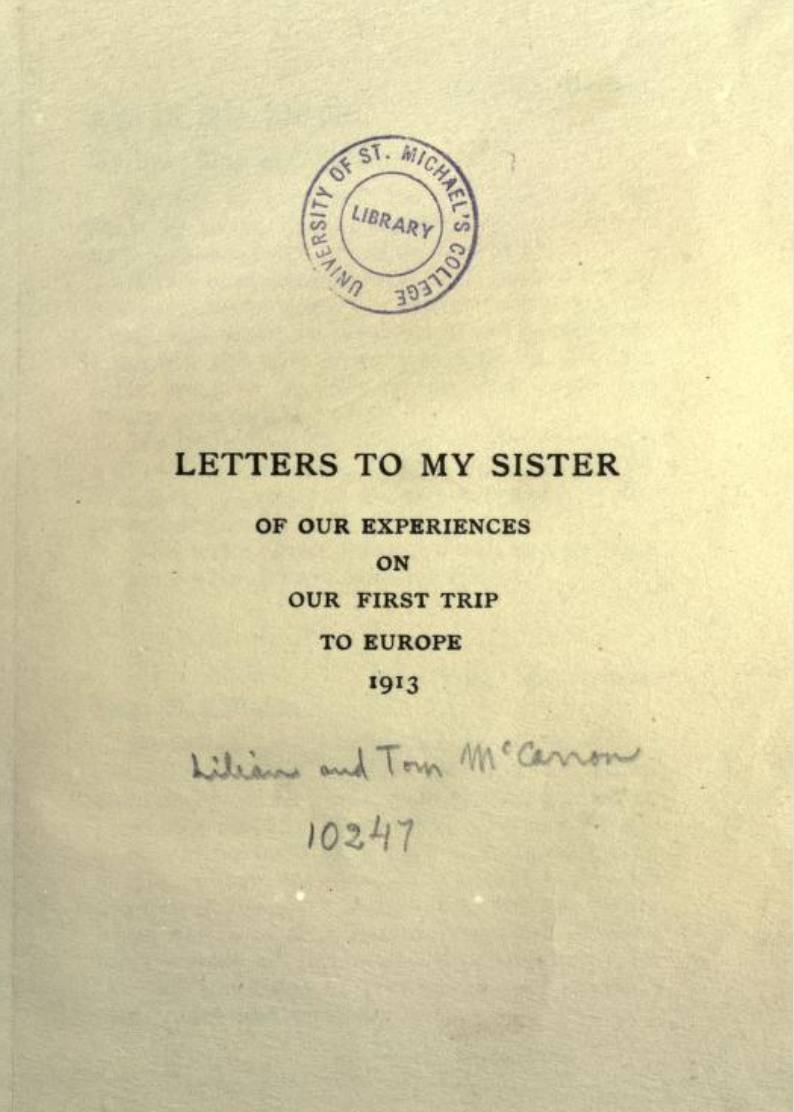 UNIVERSITY OF ST. MICHAEL'S COLLEGE
LIBRARY
LETTERS TO MY SISTER
OF OUR EXPERIENCES
ON
OUR FIRST TRIP
TO EUROPE
1913
Lilian and Tom McCarron
10247